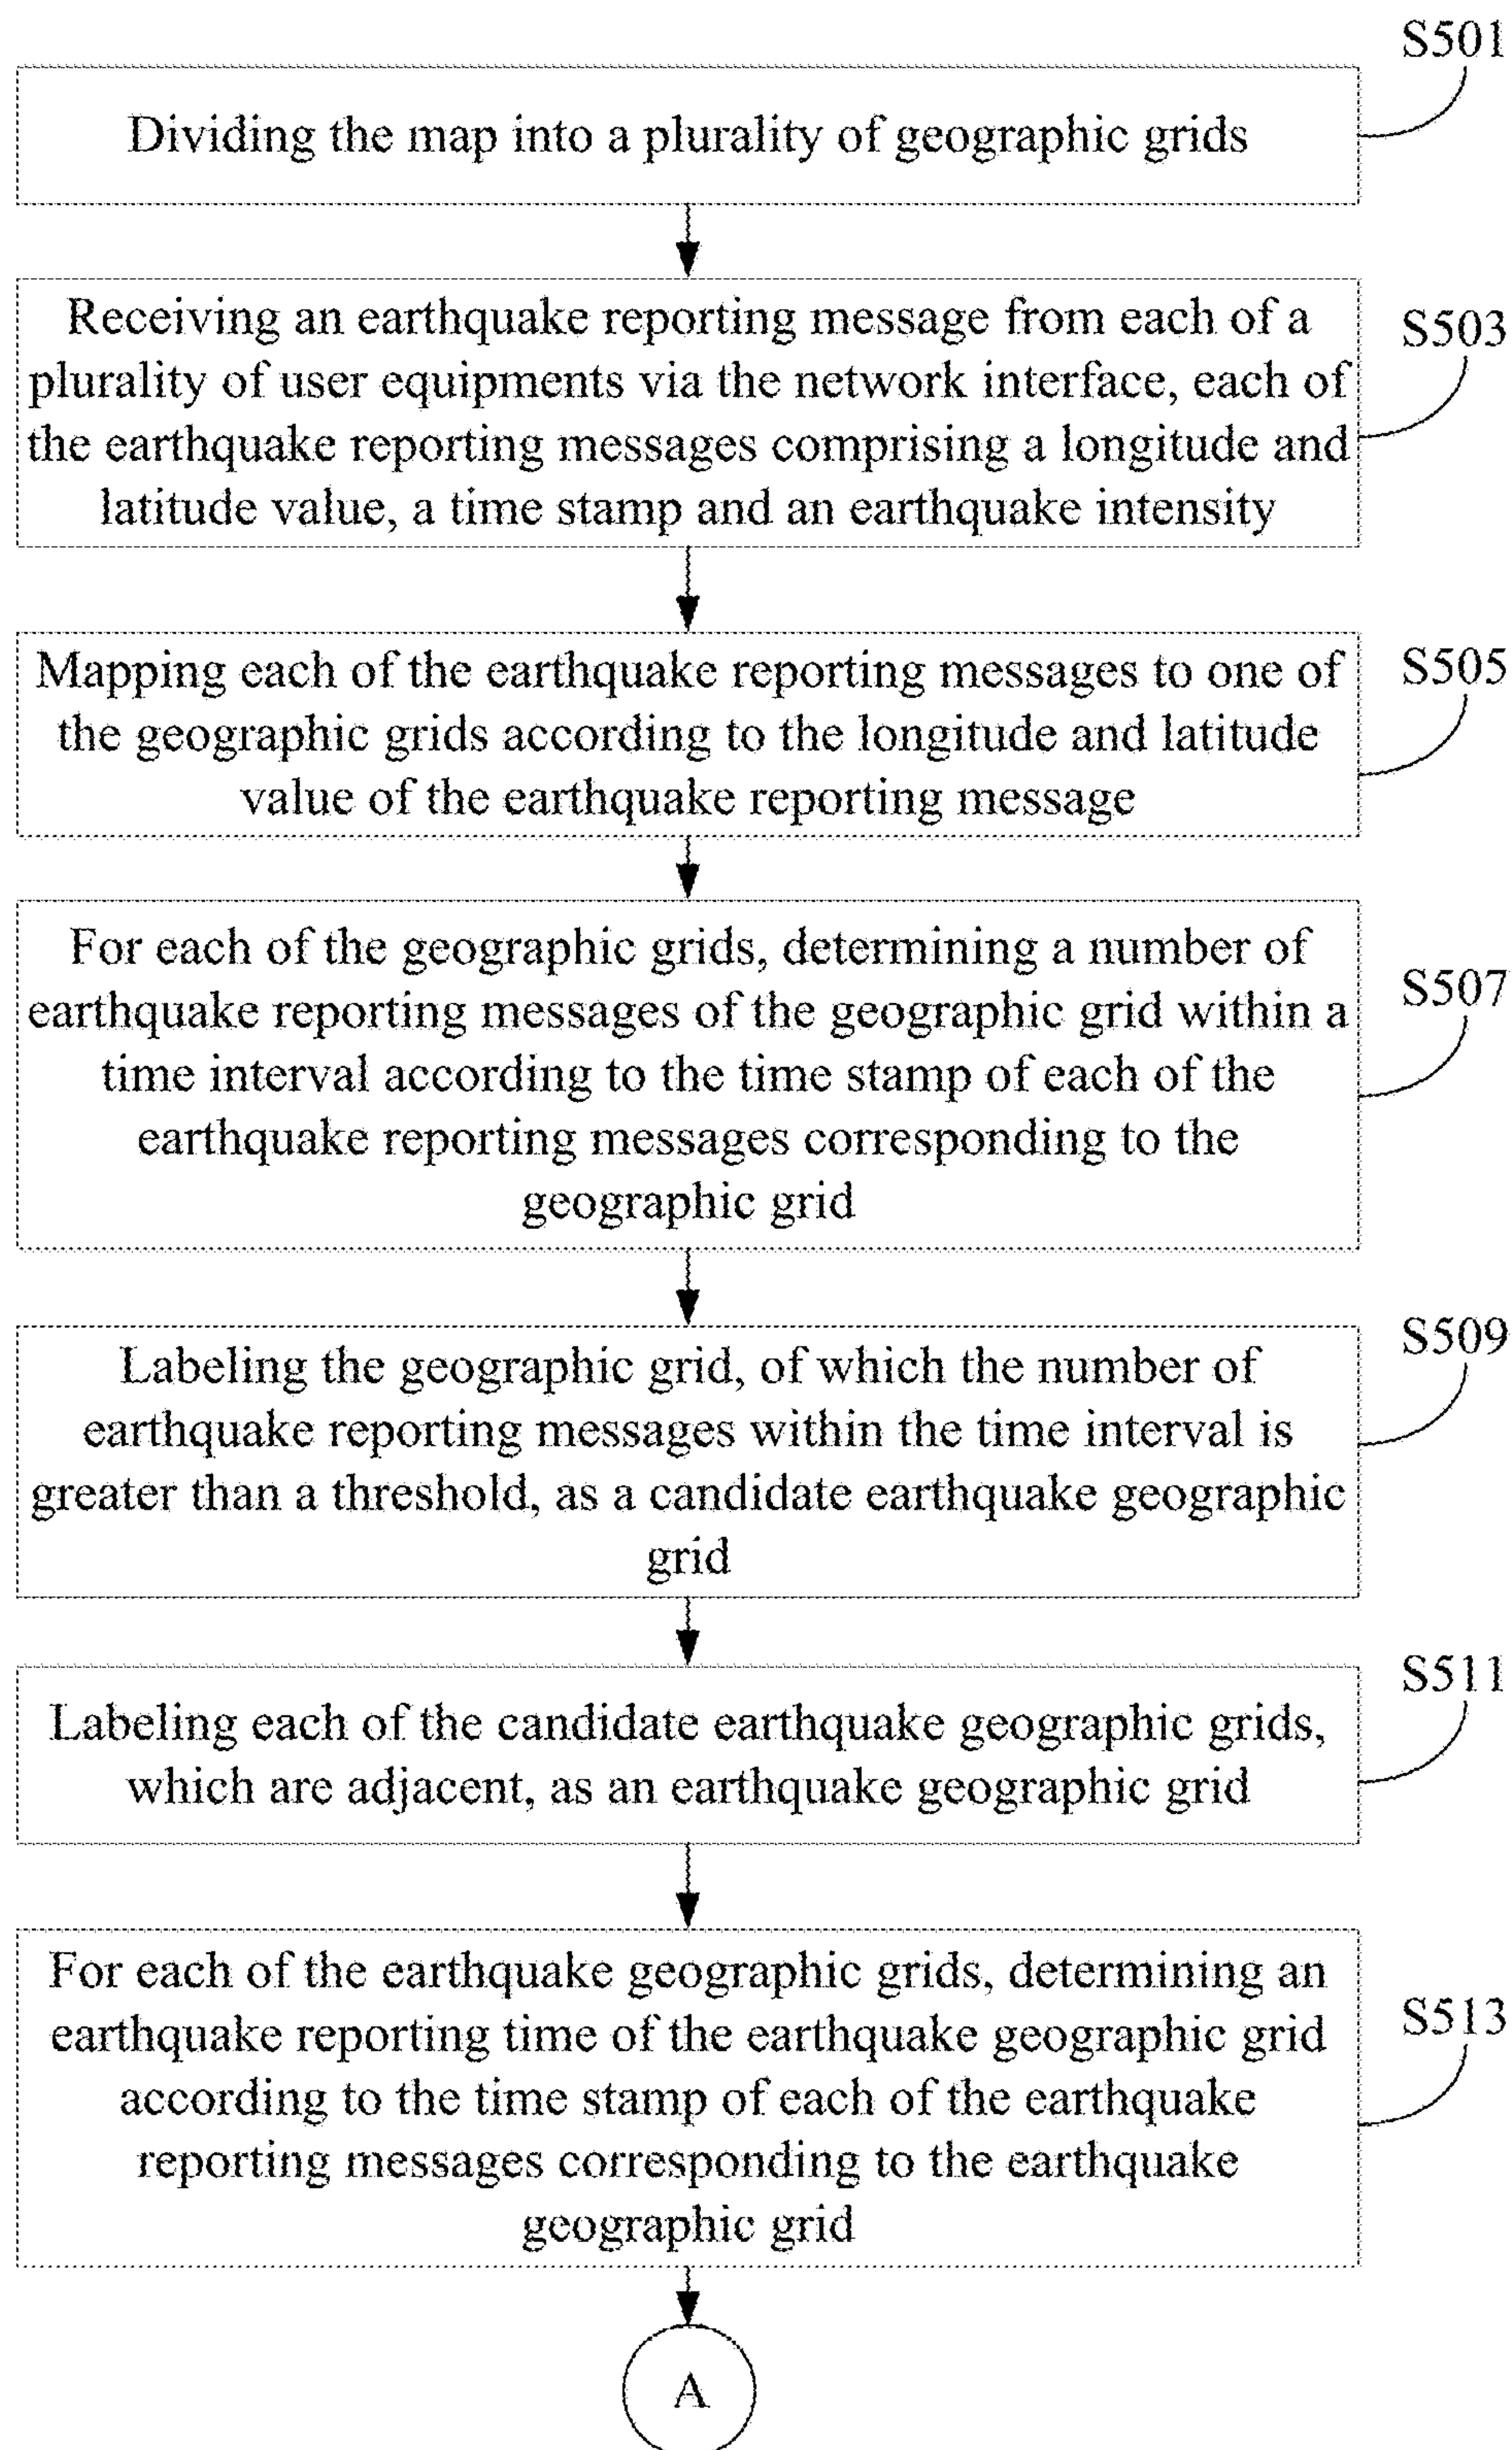 S501
Dividing the map into a plurality of geographic grids
Receiving an earthquake reporting message from each of a
plurality of user equipments via the network interface, each of
the earthquake reporting messages comprising a longitude and
latitude value, a time stamp and an earthquake intensity
S503
Mapping each of the earthquake reporting messages to one of
the geographic grids according to the longitude and latitude
value of the earthquake reporting message
S505
For each of the geographic grids, determining a number of
earthquake reporting messages of the geographic grid within a
time interval according to the time stamp of each of the
earthquake reporting messages corresponding to the
geographic grid
S507
Labeling the geographic grid, of which the number of
earthquake reporting messages within the time interval is
greater than a threshold, as a candidate earthquake geographic
grid
S509
Labeling each of the candidate earthquake geographic grids,
which are adjacent, as an earthquake geographic grid
S511
For each of the earthquake geographic grids, determining an
earthquake reporting time of the earthquake geographic grid
according to the time stamp of each of the earthquake
reporting messages corresponding to the earthquake
geographic grid
S513
A